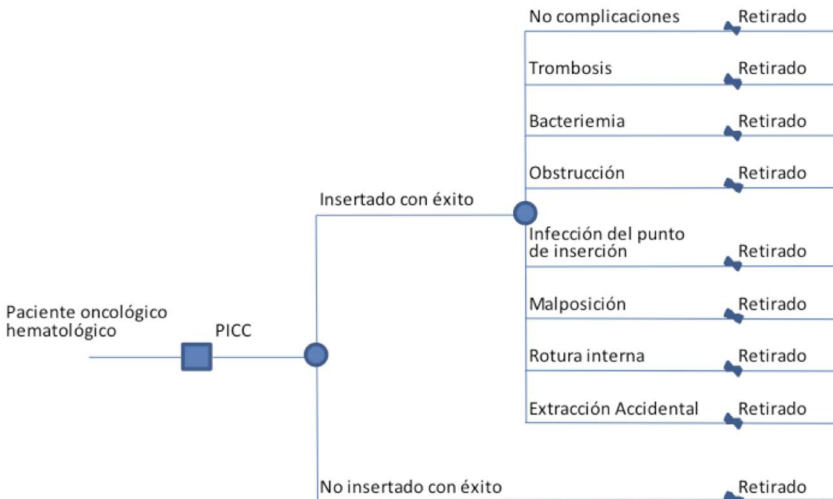 No complicaciones Retirado
Trombosis Retirado
Bacteriemia Retirado
Obstrucción Retirado
Insertado con éxito
Infección del punto
de inserción Retirado
Malposición Retirado
Paciente oncológico
hematológico PICC
Rotura interna Retirado
Extracción Accidental Retirado
No insertado con éxito Retirado